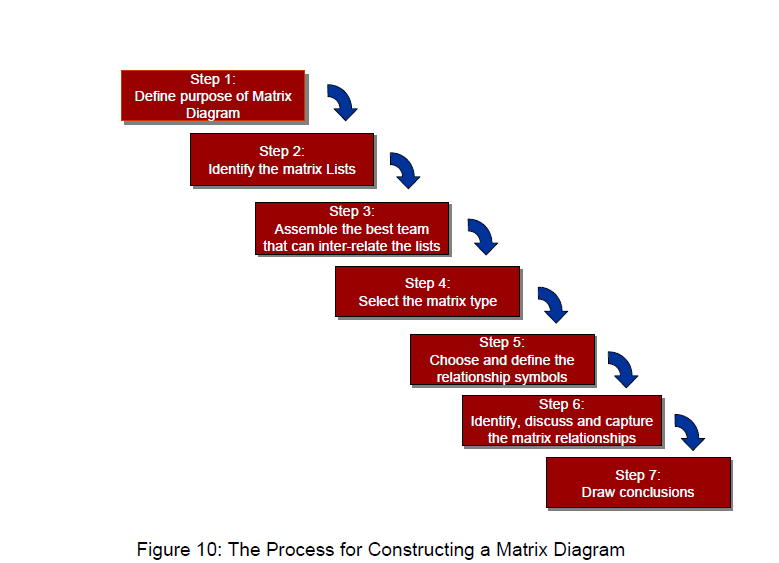 Step 1:
Define purpose of Matrix
Diagram
Step 2:
Identify the matrix Lists
Step 3:
Assemble the best team
that can inter-relate the lists
Step 4:
Select the matrix type
Step 5:
Choose and define the
relationship symbols
Step 6:
Identify, discuss and capture
the matrix relationships
Step 7:
Draw conclusions
Figure 10: The Process for Constructing a Matrix Diagram